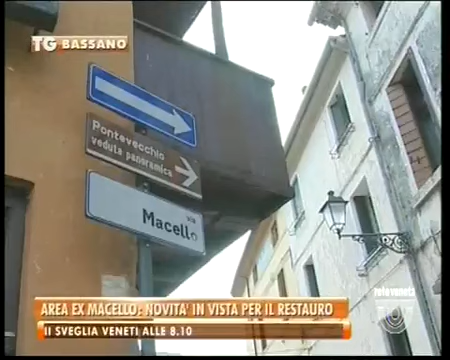 TG BASSANO
Pontevecchio
veduta panoramica
via
Macello
reteveneta
AREA EX MACELLO: NOVITA' IN VISTA PER IL RESTAURO
II SVEGLIA VENETI ALLE 8.10